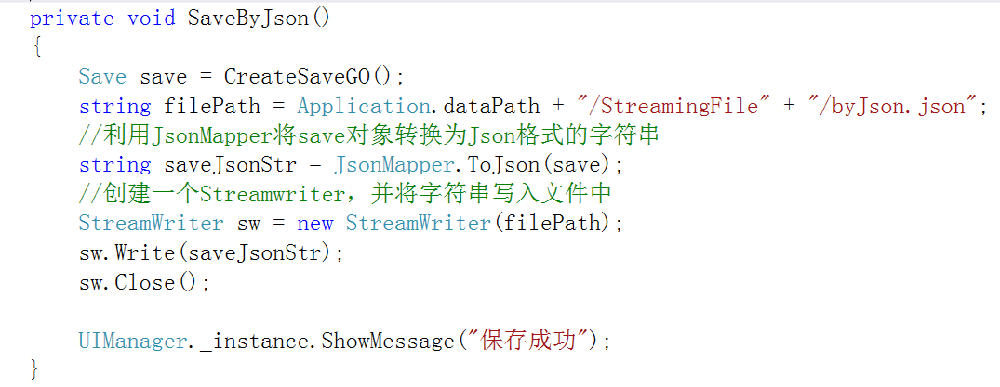 private void SaveByJson()
{
Save save = CreateSaveGO();
string filePath = Application.dataPath + "/StreamingFile" + "/byJson.json";
//利用JsonMapper将save对象转换为Json格式的字符串
string saveJsonStr = JsonMapper.ToJson(save);
//创建一个Streamwriter，并将字符串写入文件中
StreamWriter sw = new StreamWriter(filePath);
sw.Write(saveJsonStr);
sw.Close();
UIManager._instance.ShowMessage("保存成功");
}